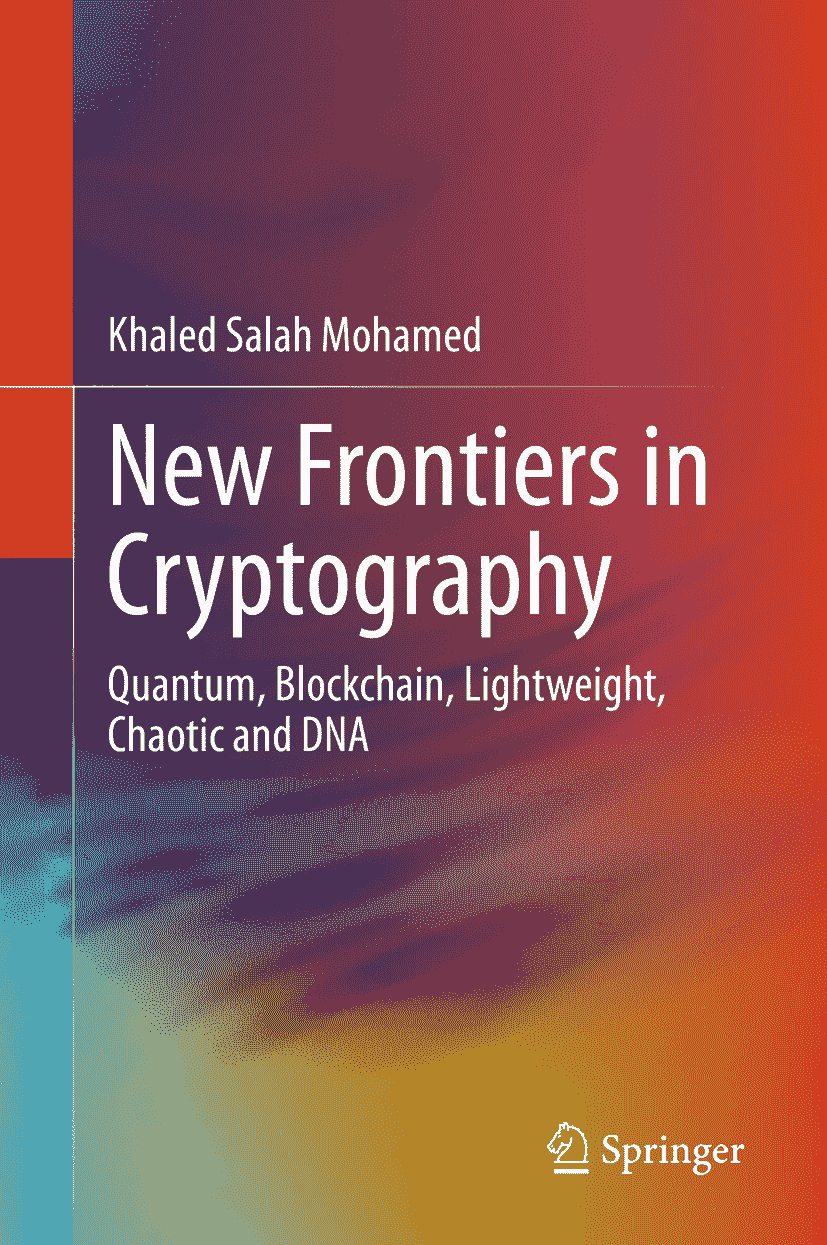 Khaled Salah Mohamed
New Frontiers in
Cryptography
Quantum, Blockchain, Lightweight,
Chaotic and DNA
Springer